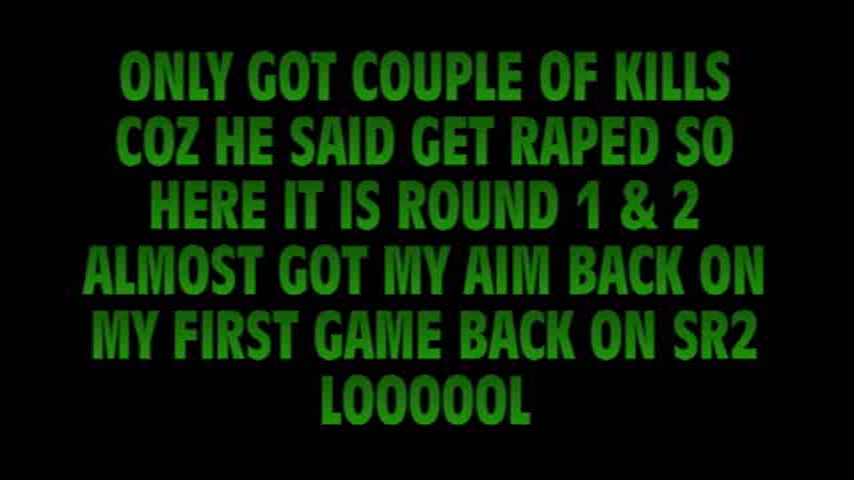 ONLY GOT COUPLE OF KILLS
COZ HE SAID GET RAPED SO
HERE IT IS ROUND 1 & 2
ALMOST GOT MY AIM BACK ON
MY FIRST GAME BACK ON SR2
LOOOOOL